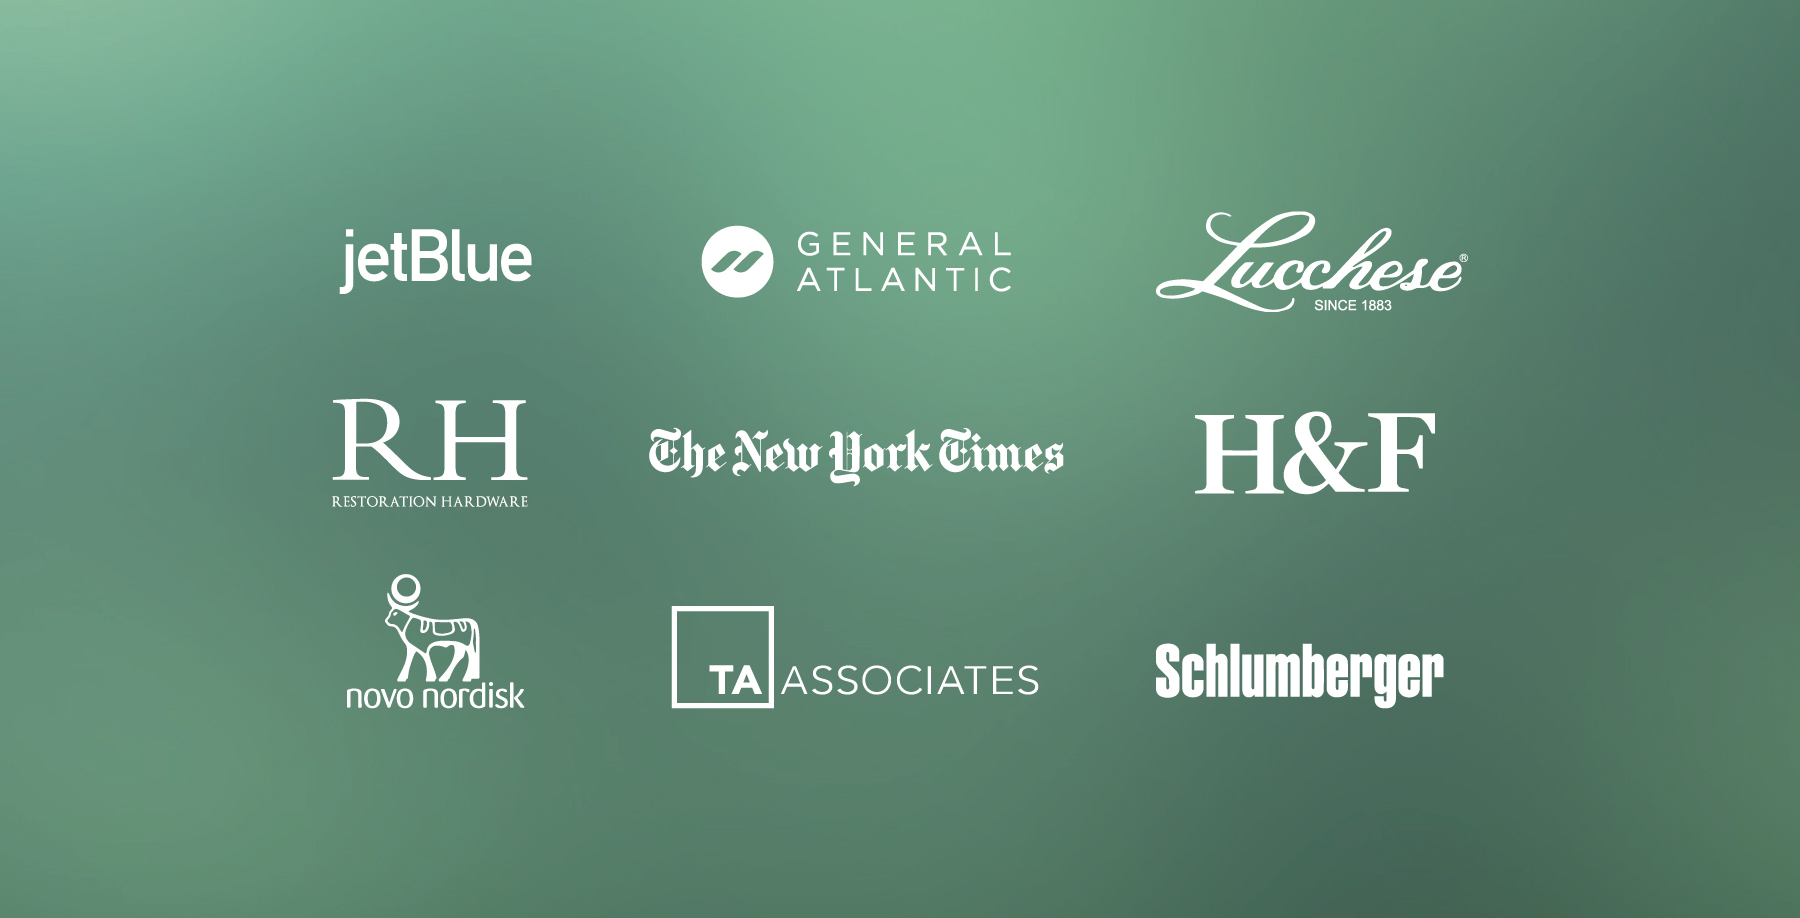 jetBlue
GENERAL
ATLANTIC
Lucchese®
SINCE 1883
RH
RESTORATION HARDWARE
The New York Times
H&F
novo nordisk
TA ASSOCIATES
Schlumberger